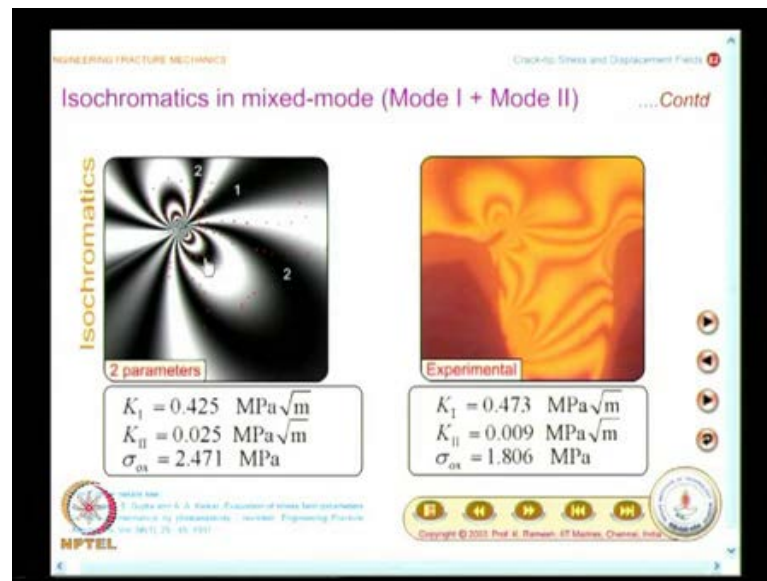 NGINEERING FRACTURE MECHANICS
Crack-tip Stress and Displacement Fields 82
Isochromatics in mixed-mode (Mode I + Mode II) ....Contd
Isochromatics
2
1
2
2 parameters
Experimental
K_I = 0.425 MPa√m
K_II = 0.025 MPa√m
σ_ox = 2.471 MPa
K_I = 0.473 MPa√m
K_II = 0.009 MPa√m
σ_ox = 1.806 MPa
NPTEL
Copyright © 2003 Prof. K. Ramesh, IIT Madras, Chennai, India